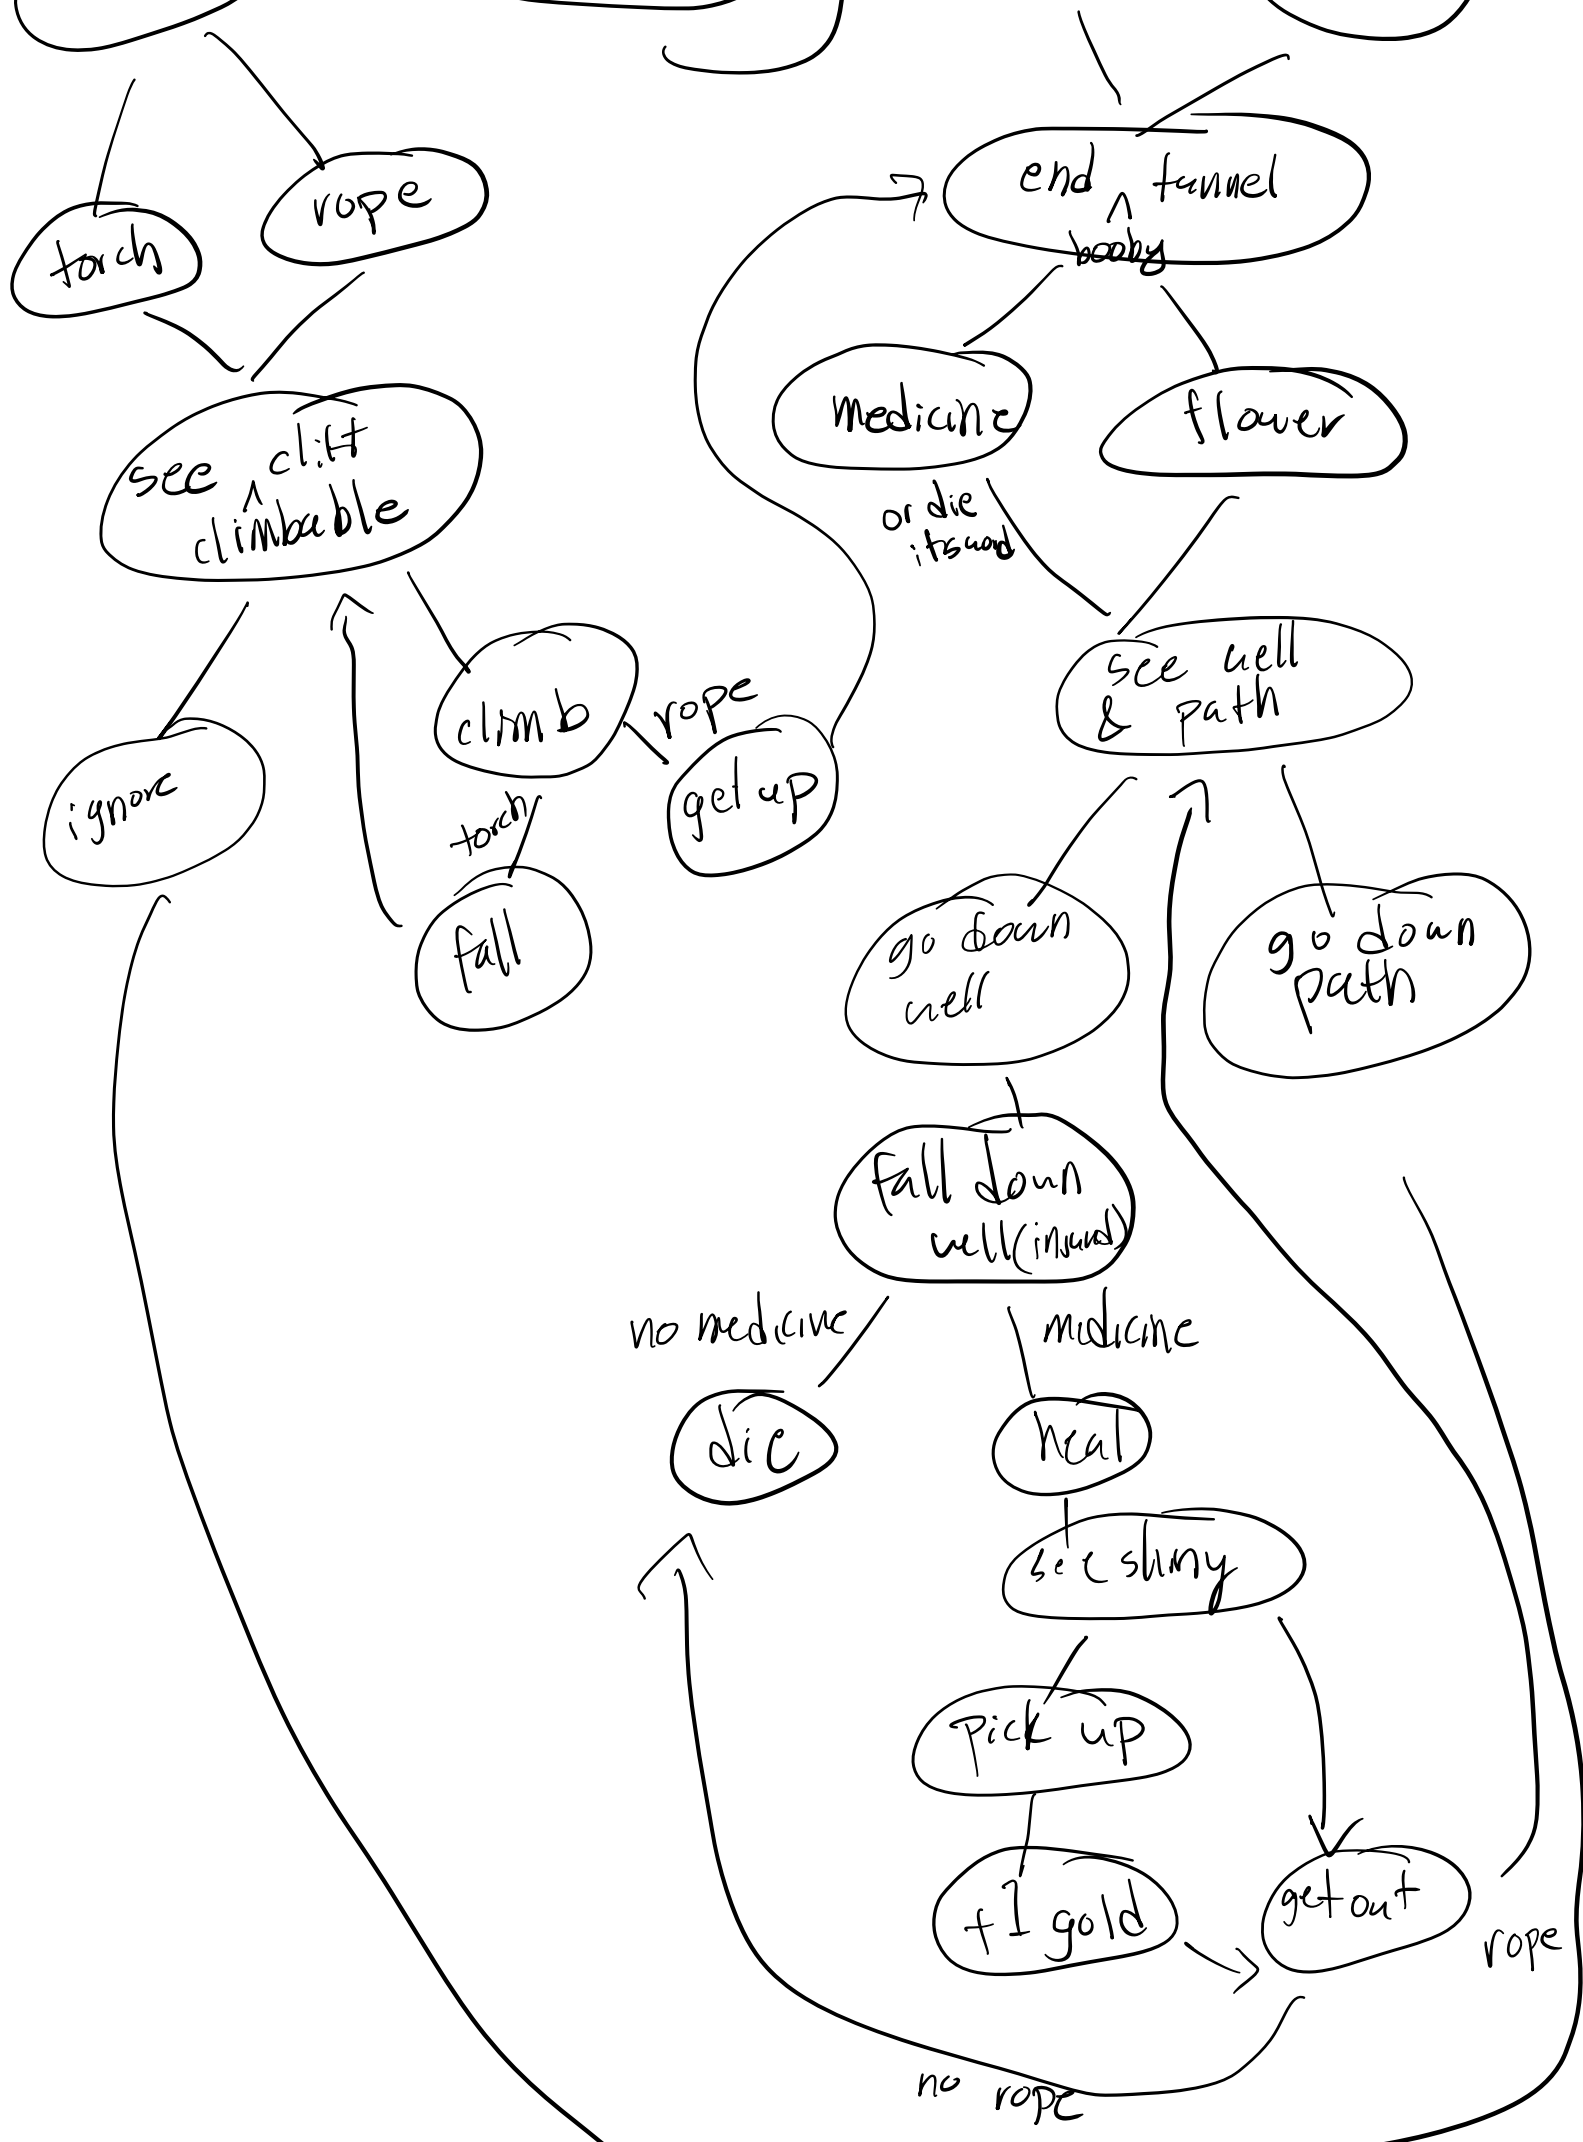 rope
torch
end ^ tunnel
booby
medicine
flower
see ^ cliff
climbable
or die
see well
& path
climb
rope
ignore
get up
torch
fall
go down
well
go down
path
fall down
well
no medicine
medicine
die
heal
see shiny
pick up
+1 gold
get out
rope
no rope